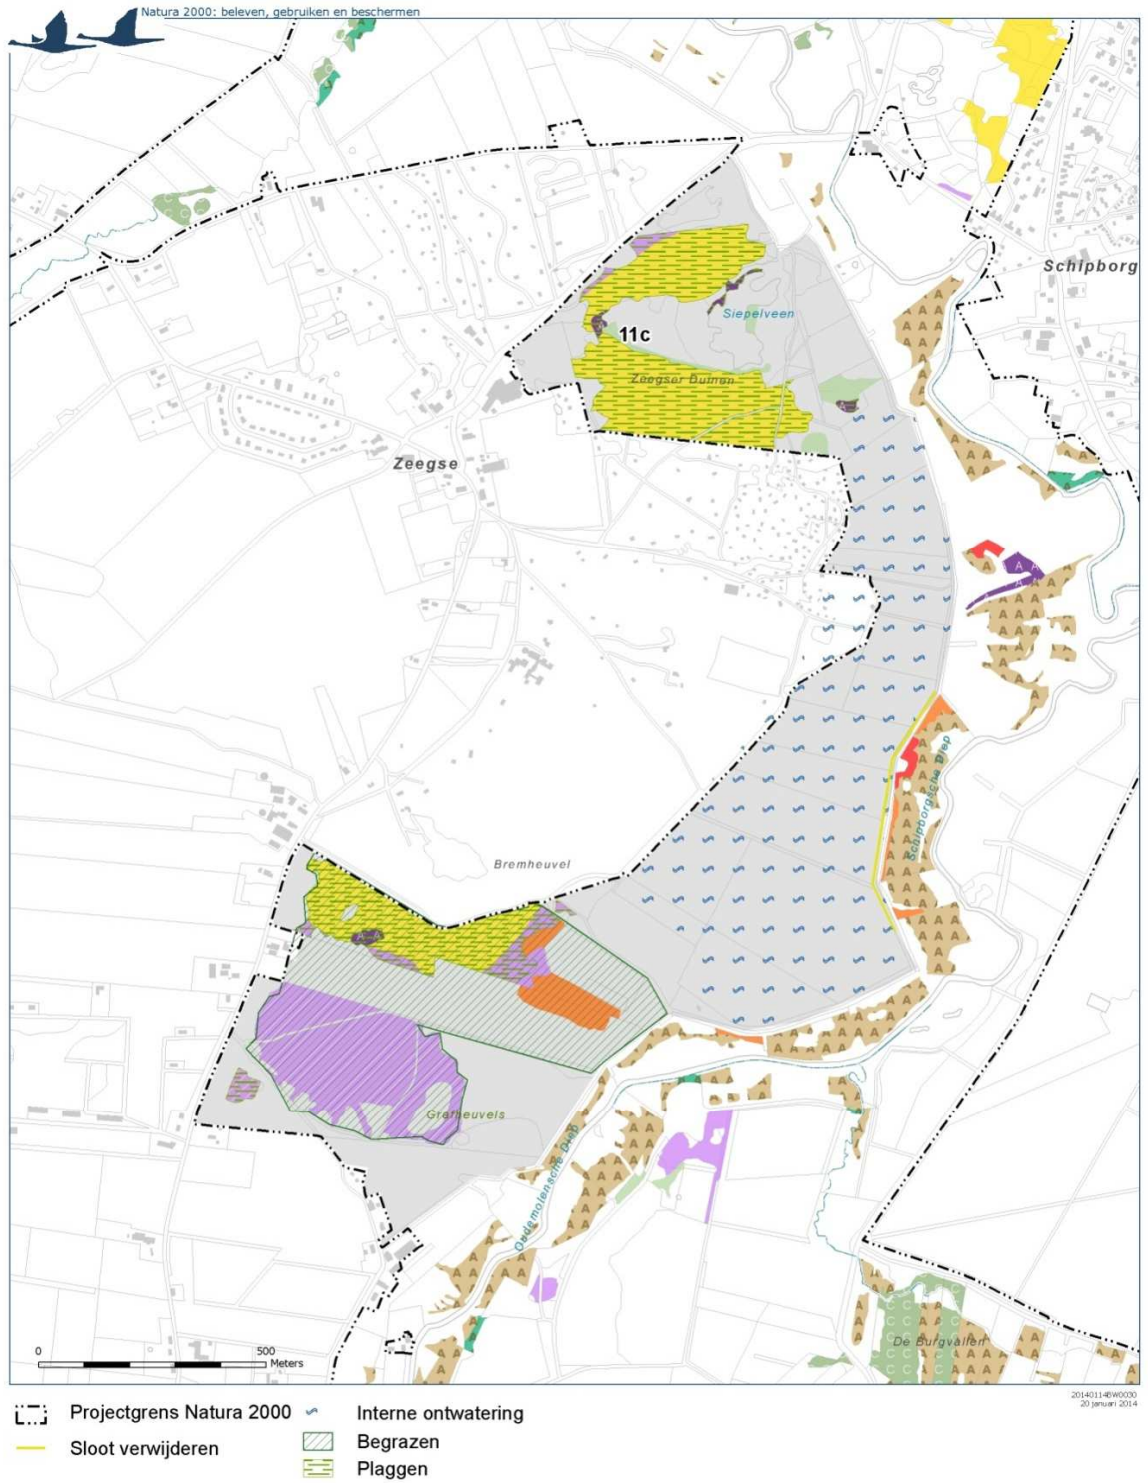 Natura 2000: beleven, gebruiken en beschermen
Schipborg
Siepelveen
11c
Zeegser Duinen
Zeegse
Schipborgsche Diep
Bremheuvel
Grafheuvels
Oudemolensche Diep
De Burgvallen
0 500
Meters
20140114BW0030
20 januari 2014
Projectgrens Natura 2000
Interne ontwatering
Sloot verwijderen
Begrazen
Plaggen